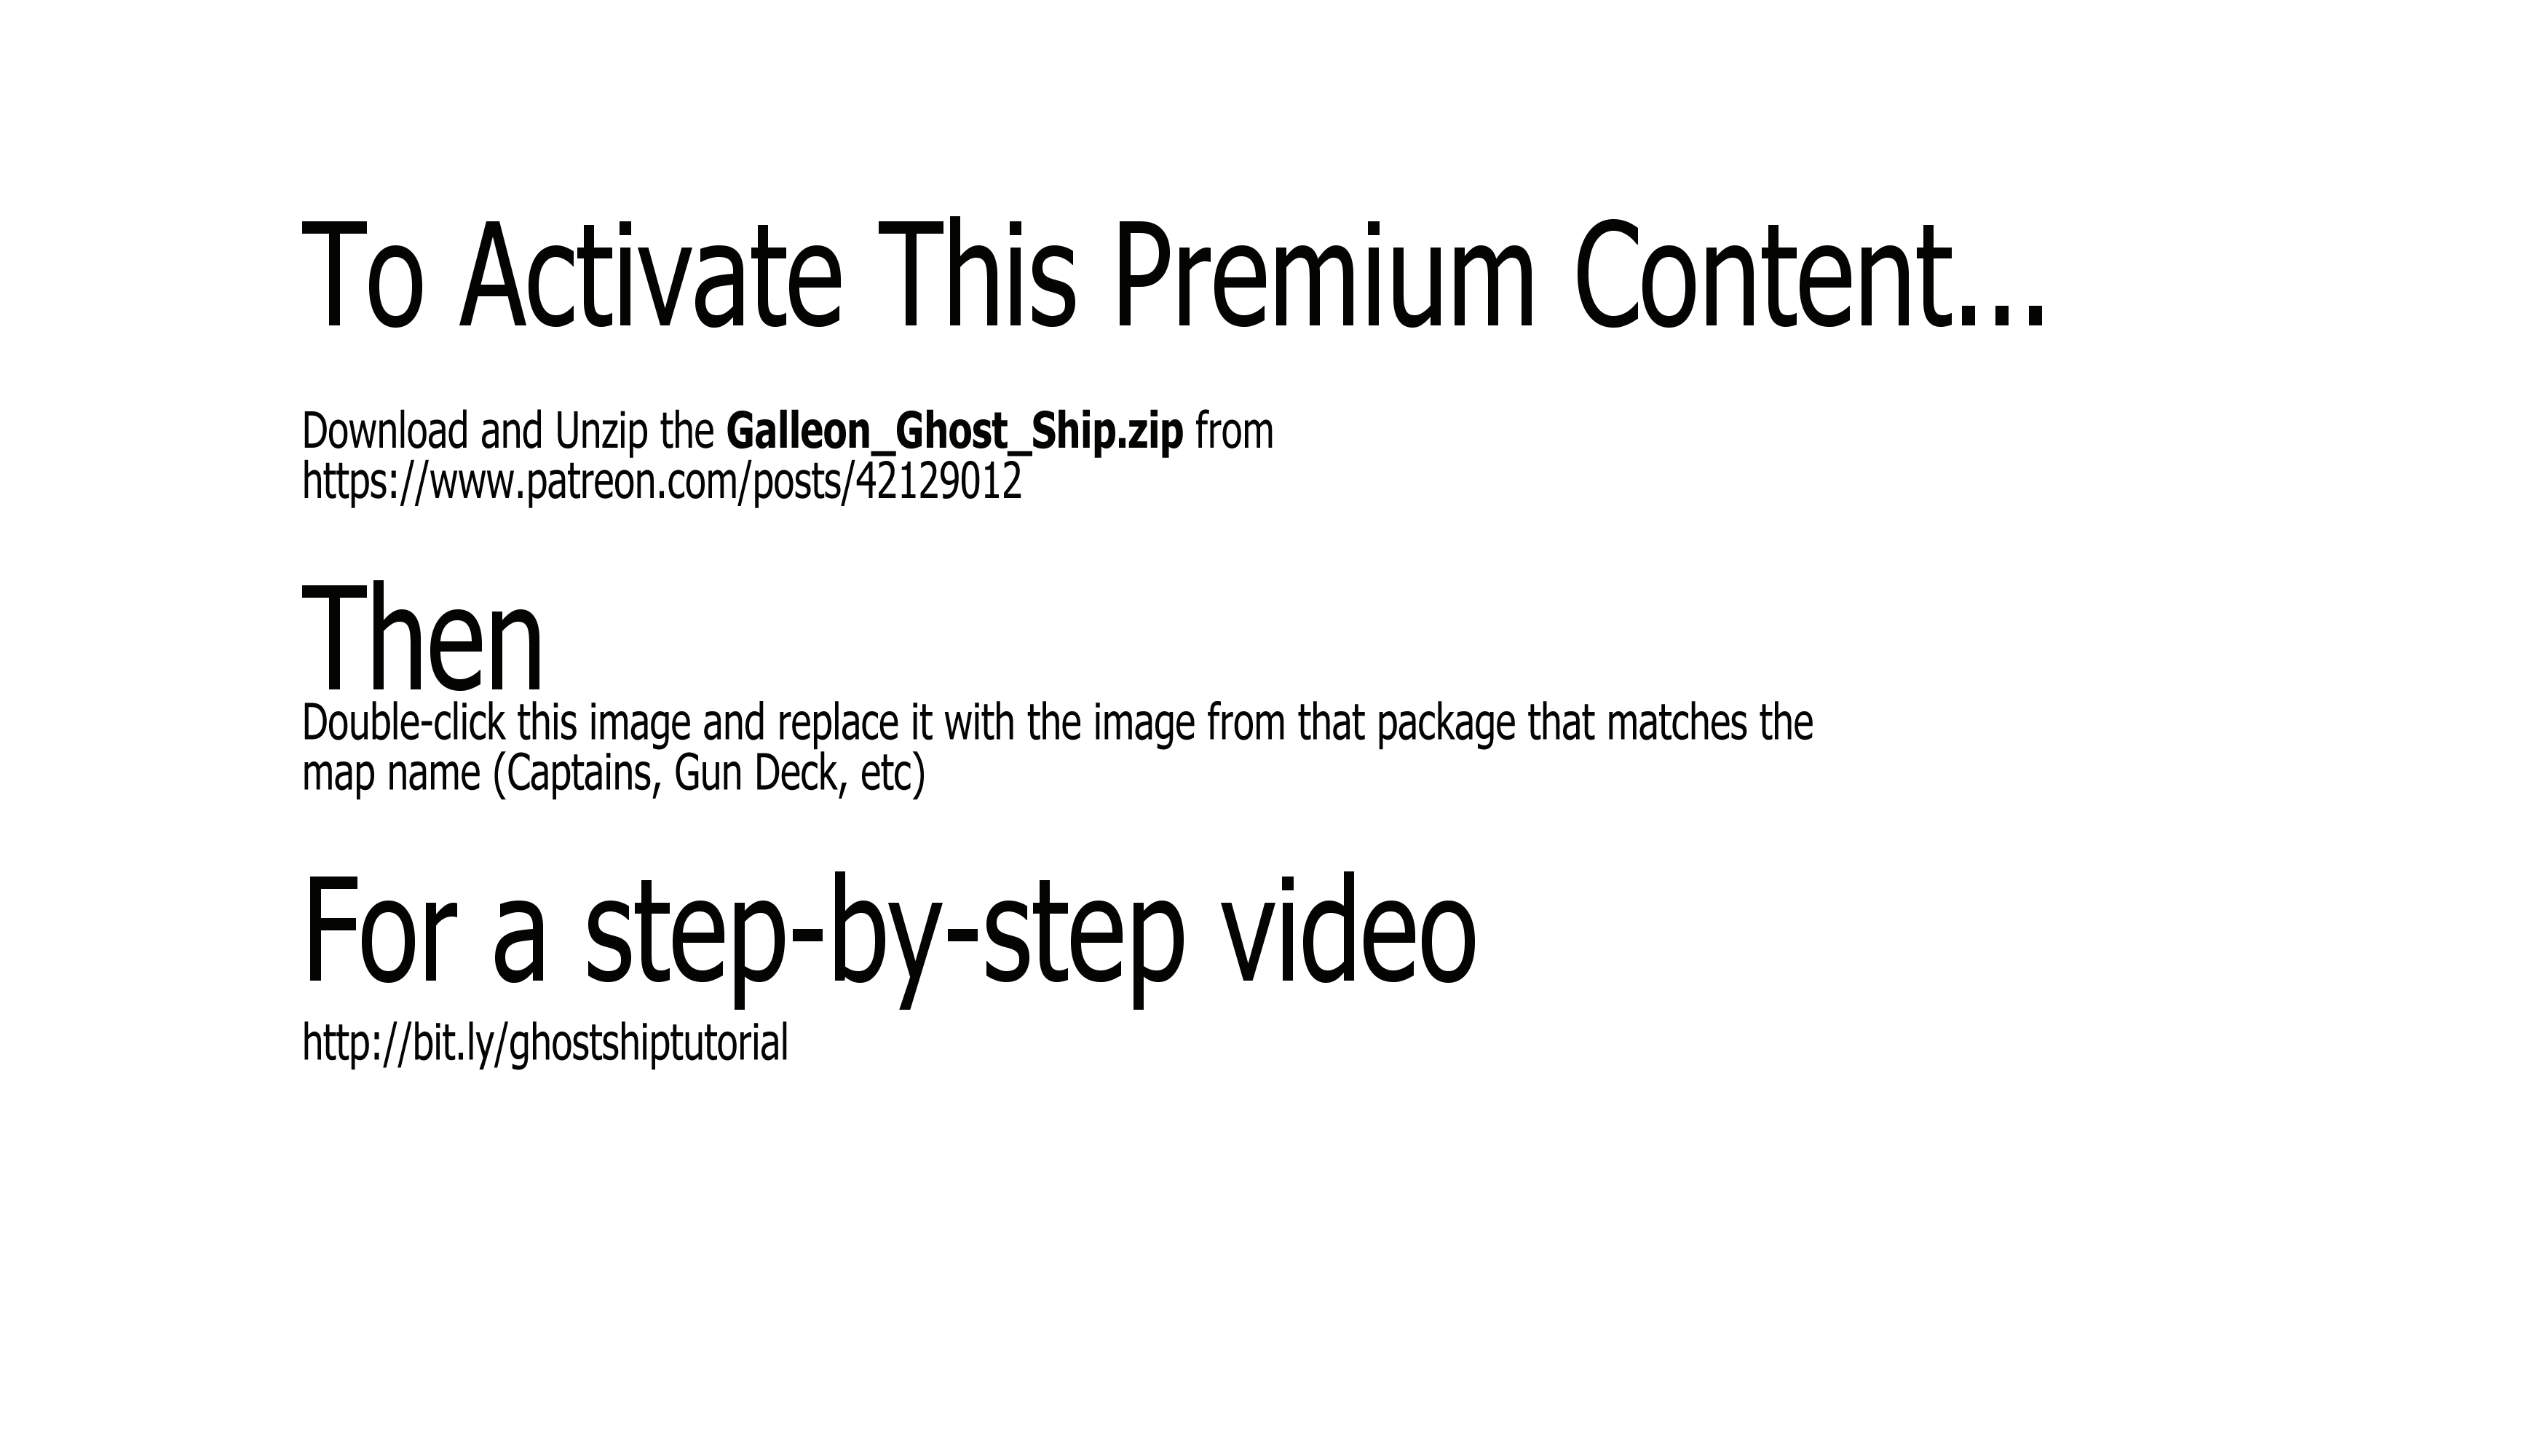 To Activate This Premium Content...
Download and Unzip the Galleon_Ghost_Ship.zip from
https://www.patreon.com/posts/42129012
Then
Double-click this image and replace it with the image from that package that matches the
map name (Captains, Gun Deck, etc)
For a step-by-step video
http://bit.ly/ghostshiptutorial